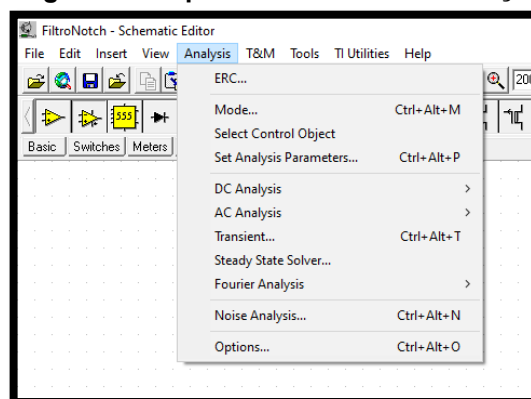 FiltroNotch - Schematic Editor
File Edit Insert View Analysis T&M Tools TI Utilities Help
555
200
Basic Switches Meters
ERC...
Mode... Ctrl+Alt+M
Select Control Object
Set Analysis Parameters... Ctrl+Alt+P
DC Analysis >
AC Analysis >
Transient... Ctrl+Alt+T
Steady State Solver...
Fourier Analysis >
Noise Analysis... Ctrl+Alt+N
Options... Ctrl+Alt+O